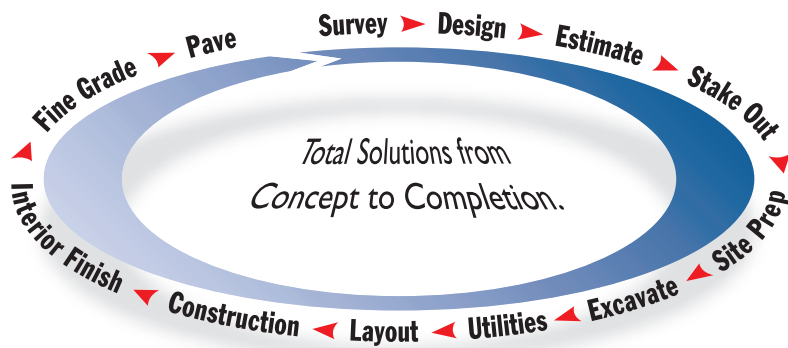 Survey
Design
Estimate
Stake Out
Site Prep
Excavate
Utilities
Layout
Construction
Interior Finish
Fine Grade
Pave
Total Solutions from
Concept to Completion.